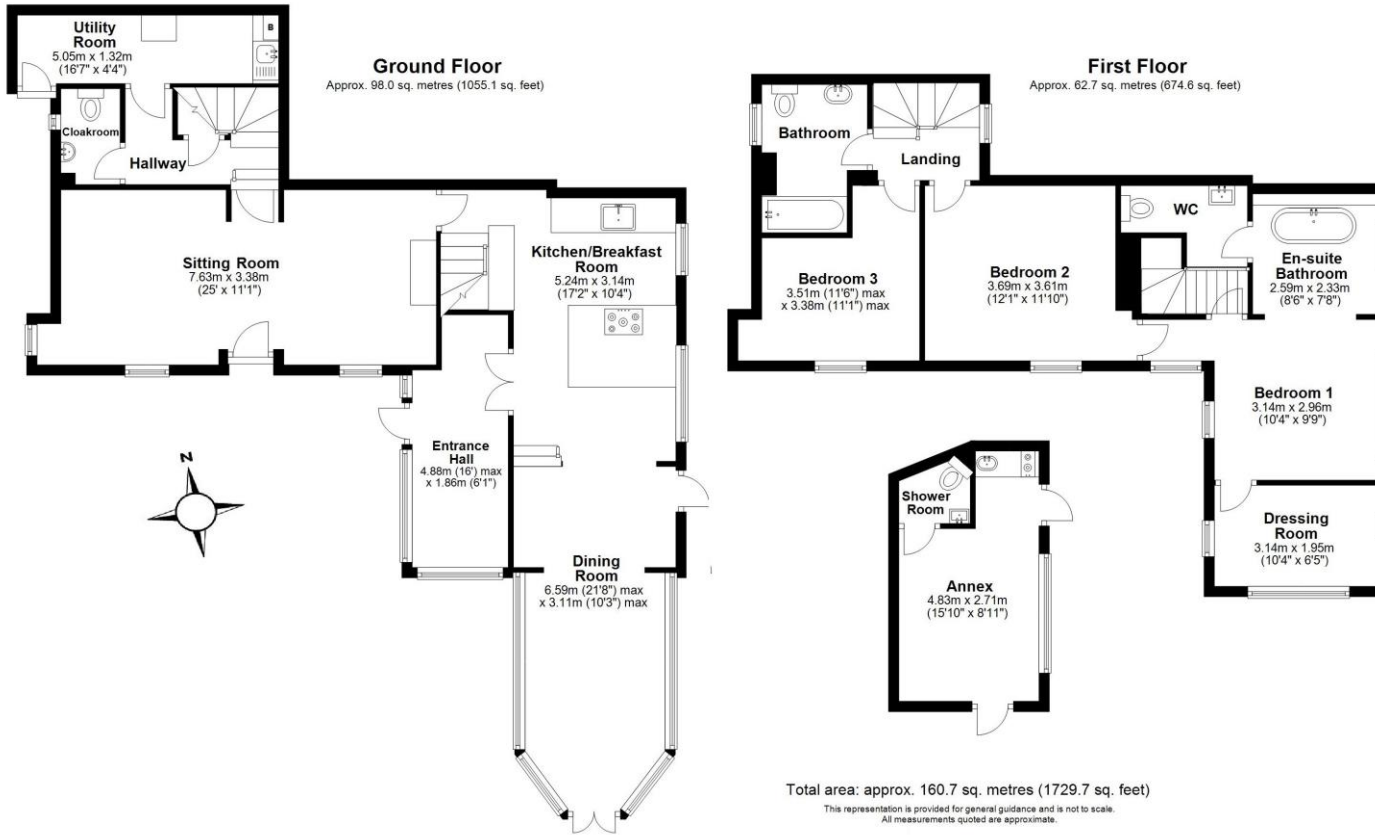 Ground Floor
Approx. 98.0 sq. metres (1055.1 sq. feet)
Utility
Room
5.05m x 1.32m
(16'7" x 4'4")
B
Cloakroom
Hallway
Sitting Room
7.63m x 3.38m
(25' x 11'1")
Kitchen/Breakfast
Room
5.24m x 3.14m
(17'2" x 10'4")
Entrance
Hall
4.88m (16') max
x 1.86m (6'1")
Dining
Room
6.59m (21'8") max
x 3.11m (10'3") max
N
First Floor
Approx. 62.7 sq. metres (674.6 sq. feet)
Bathroom
Landing
WC
En-suite
Bathroom
2.59m x 2.33m
(8'6" x 7'8")
Bedroom 3
3.51m (11'6") max
x 3.38m (11'1") max
Bedroom 2
3.69m x 3.61m
(12'1" x 11'10")
Bedroom 1
3.14m x 2.96m
(10'4" x 9'9")
Dressing
Room
3.14m x 1.95m
(10'4" x 6'5")
Shower
Room
Annex
4.83m x 2.71m
(15'10" x 8'11")
Total area: approx. 160.7 sq. metres (1729.7 sq. feet)
This representation is provided for general guidance and is not to scale.
All measurements quoted are approximate.